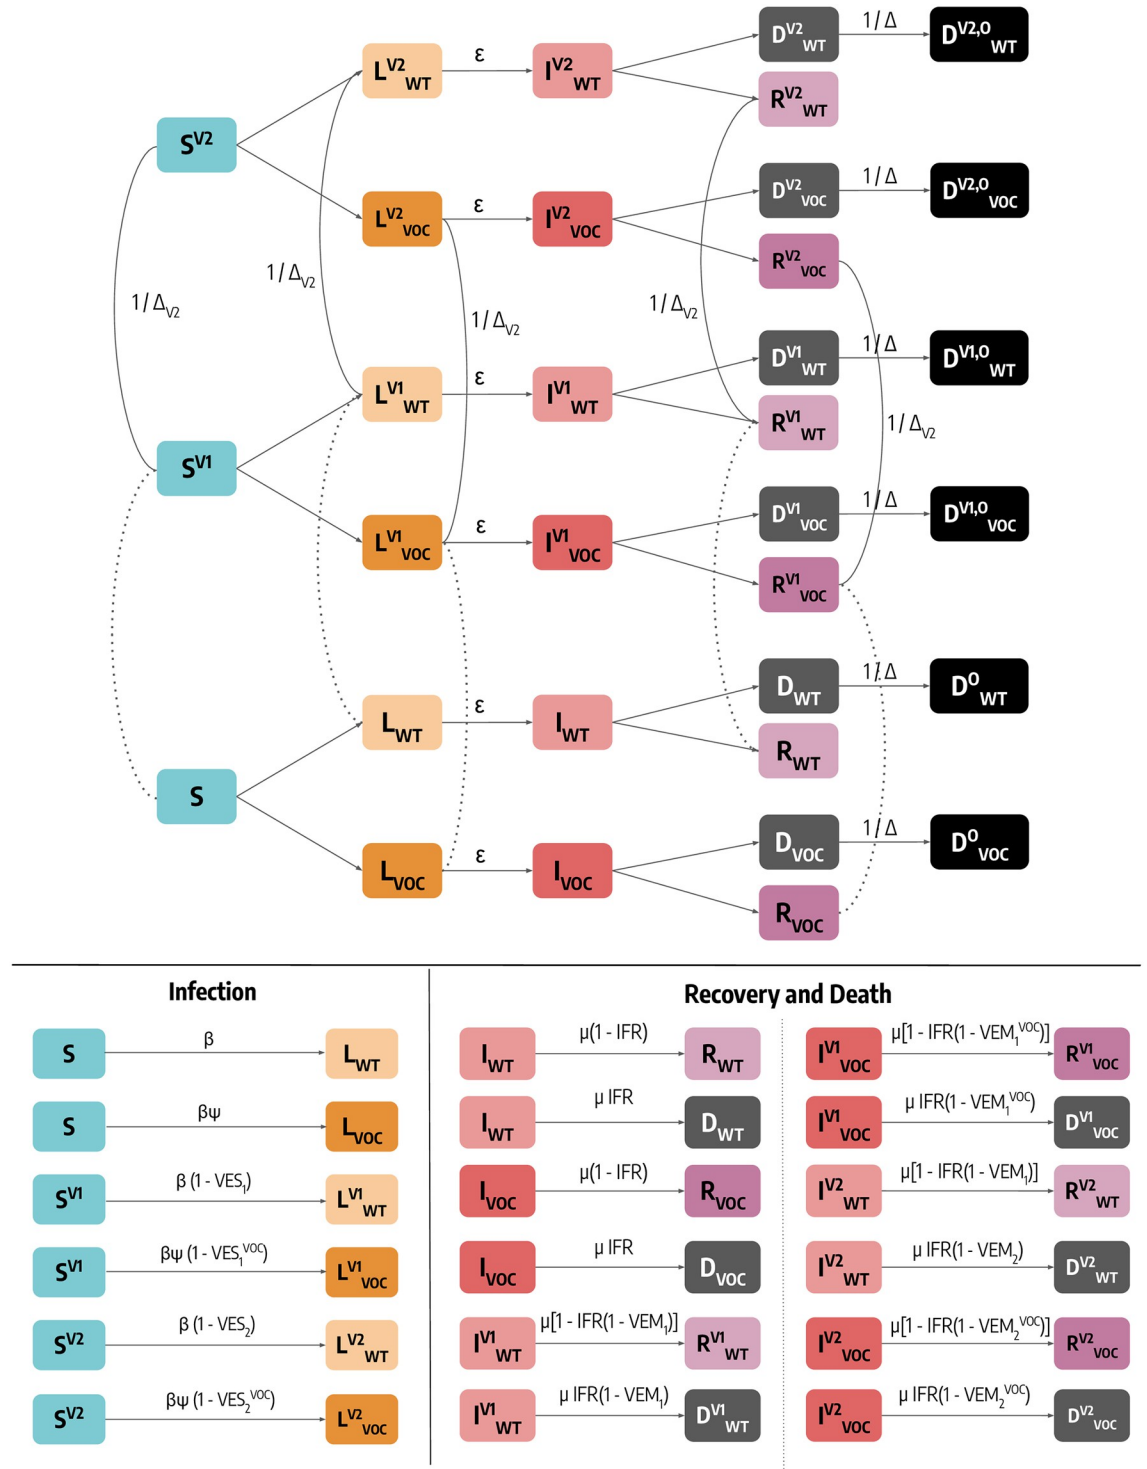 D^V2_WT 1/Δ D^V2,O_WT
L^V2_WT ε I^V2_WT
R^V2_WT
S^V2
D^V2_VOC 1/Δ D^V2,O_VOC
L^V2_VOC ε I^V2_VOC
R^V2_VOC
1/Δ_V2 1/Δ_V2 1/Δ_V2 1/Δ_V2
D^V1_WT 1/Δ D^V1,O_WT
L^V1_WT ε I^V1_WT
R^V1_WT 1/Δ_V2
S^V1
D^V1_VOC 1/Δ D^V1,O_VOC
L^V1_VOC ε I^V1_VOC
R^V1_VOC
D_WT 1/Δ D^O_WT
L_WT ε I_WT
R_WT
S
D_VOC 1/Δ D^O_VOC
L_VOC ε I_VOC
R_VOC
Infection
S β L_WT
S βψ L_VOC
S^V1 β (1 - VES_1) L^V1_WT
S^V1 βψ (1 - VES_1^VOC) L^V1_VOC
S^V2 β (1 - VES_2) L^V2_WT
S^V2 βψ (1 - VES_2^VOC) L^V2_VOC
Recovery and Death
I_WT μ(1 - IFR) R_WT
I_WT μ IFR D_WT
I_VOC μ(1 - IFR) R_VOC
I_VOC μ IFR D_VOC
I^V1_WT μ[1 - IFR(1 - VEM_1)] R^V1_WT
I^V1_WT μ IFR(1 - VEM_1) D^V1_WT
I^V1_VOC μ[1 - IFR(1 - VEM_1^VOC)] R^V1_VOC
I^V1_VOC μ IFR(1 - VEM_1^VOC) D^V1_VOC
I^V2_WT μ[1 - IFR(1 - VEM_1)] R^V2_WT
I^V2_WT μ IFR(1 - VEM_2) D^V2_WT
I^V2_VOC μ[1 - IFR(1 - VEM_2^VOC)] R^V2_VOC
I^V2_VOC μ IFR(1 - VEM_2^VOC) D^V2_VOC